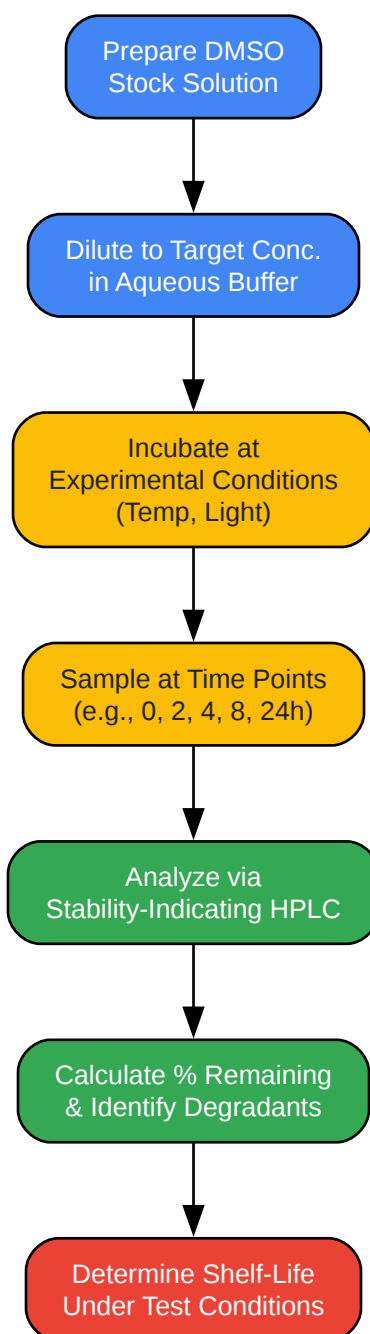 Prepare DMSO
Stock Solution
Dilute to Target Conc.
in Aqueous Buffer
Incubate at
Experimental Conditions
(Temp, Light)
Sample at Time Points
(e.g., 0, 2, 4, 8, 24h)
Analyze via
Stability-Indicating HPLC
Calculate % Remaining
& Identify Degradants
Determine Shelf-Life
Under Test Conditions